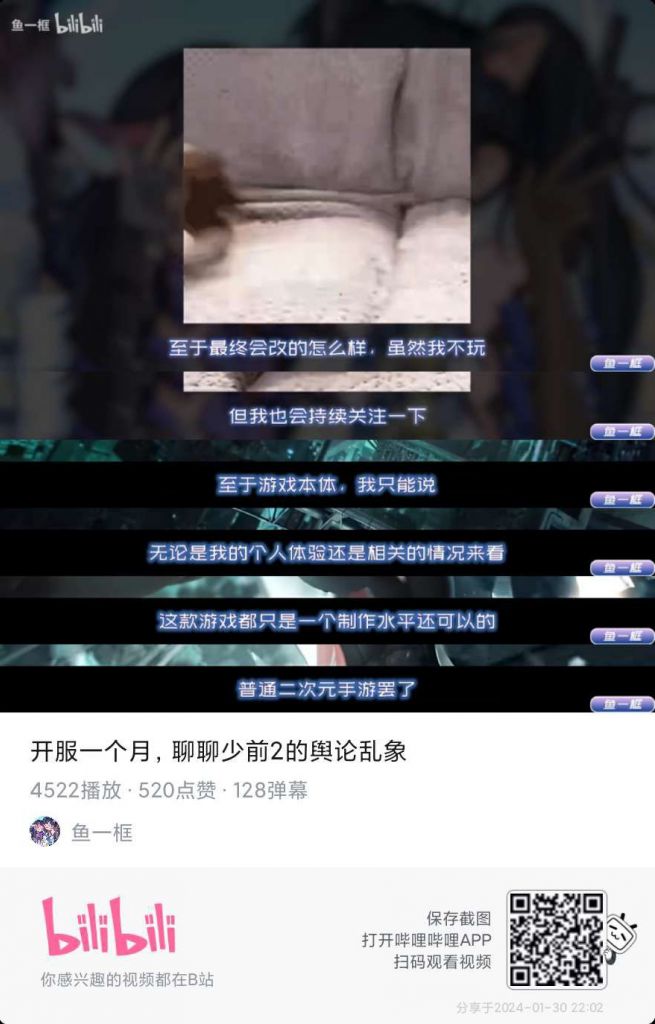 鱼一框 bilibili
至于最终会改的怎么样，虽然我不玩
鱼一框
但我也会持续关注一下
鱼一框
至于游戏本体，我只能说
鱼一框
无论是我的个人体验还是相关的情况来看
鱼一框
这款游戏都只是一个制作水平还可以的
鱼一框
普通二次元手游罢了
鱼一框
开服一个月，聊聊少前2的舆论乱象
4522播放 · 520点赞 · 128弹幕
鱼一框
bilibili
你感兴趣的视频都在B站
保存截图
打开哔哩哔哩APP
扫码观看视频
分享于2024-01-30 22:02